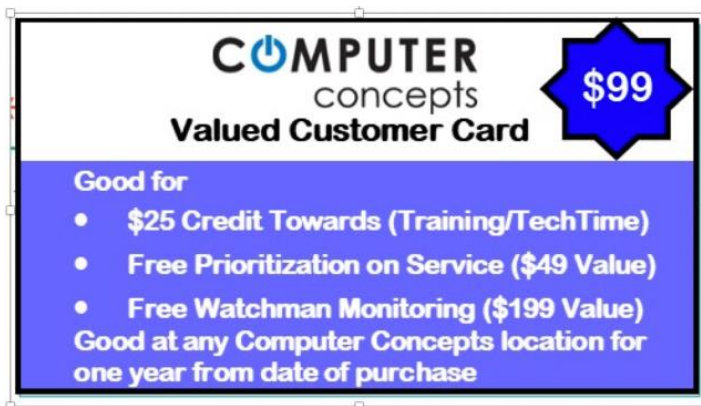 COMPUTER
concepts
Valued Customer Card
$99
Good for
• $25 Credit Towards (Training/TechTime)
• Free Prioritization on Service ($49 Value)
• Free Watchman Monitoring ($199 Value)
Good at any Computer Concepts location for
one year from date of purchase